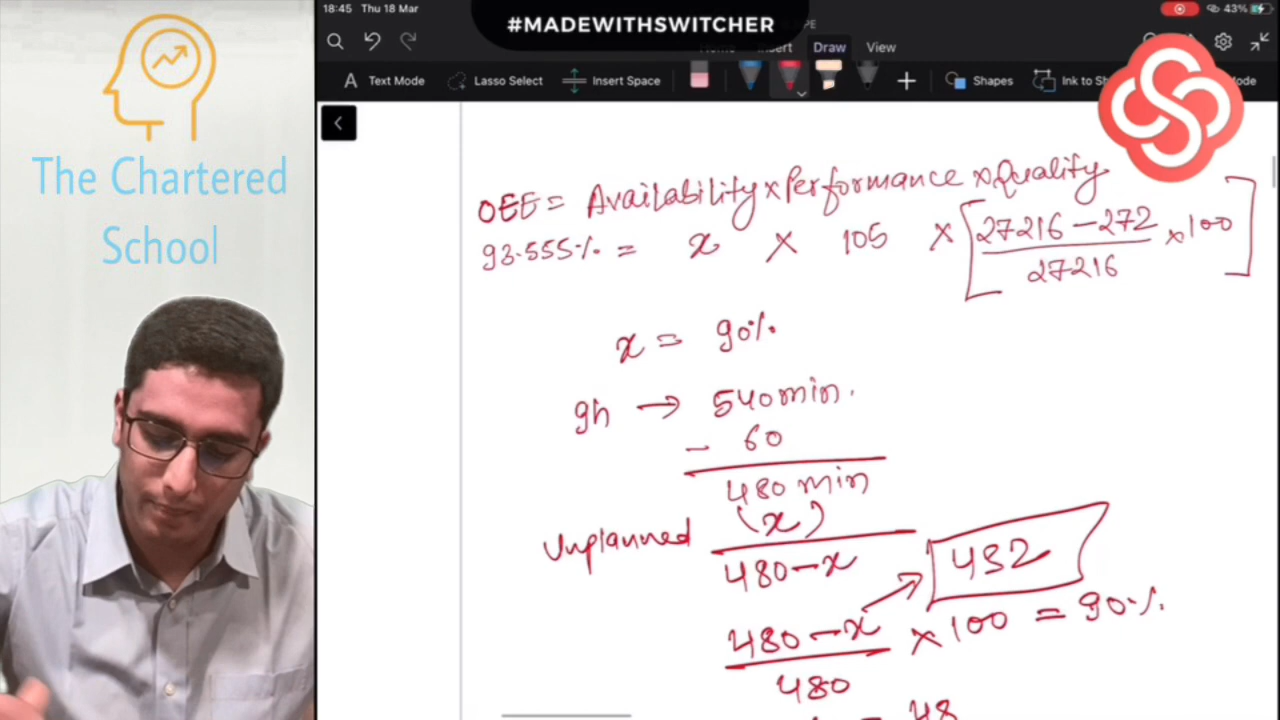 18:45 Thu 18 Mar
#MADEWITHSWITCHER
43%
Insert
Draw
View
Text Mode
Lasso Select
Insert Space
Shapes
The Chartered
School
OEE = Availability x Performance x Quality
93.555% = x × 105 × [27216 - 272 / 27216 × 100]
x = 90%
9h → 540 min.
- 60
480 min
Unplanned (x)
480-x
432
480-x × 100 = 90%
480
= 48